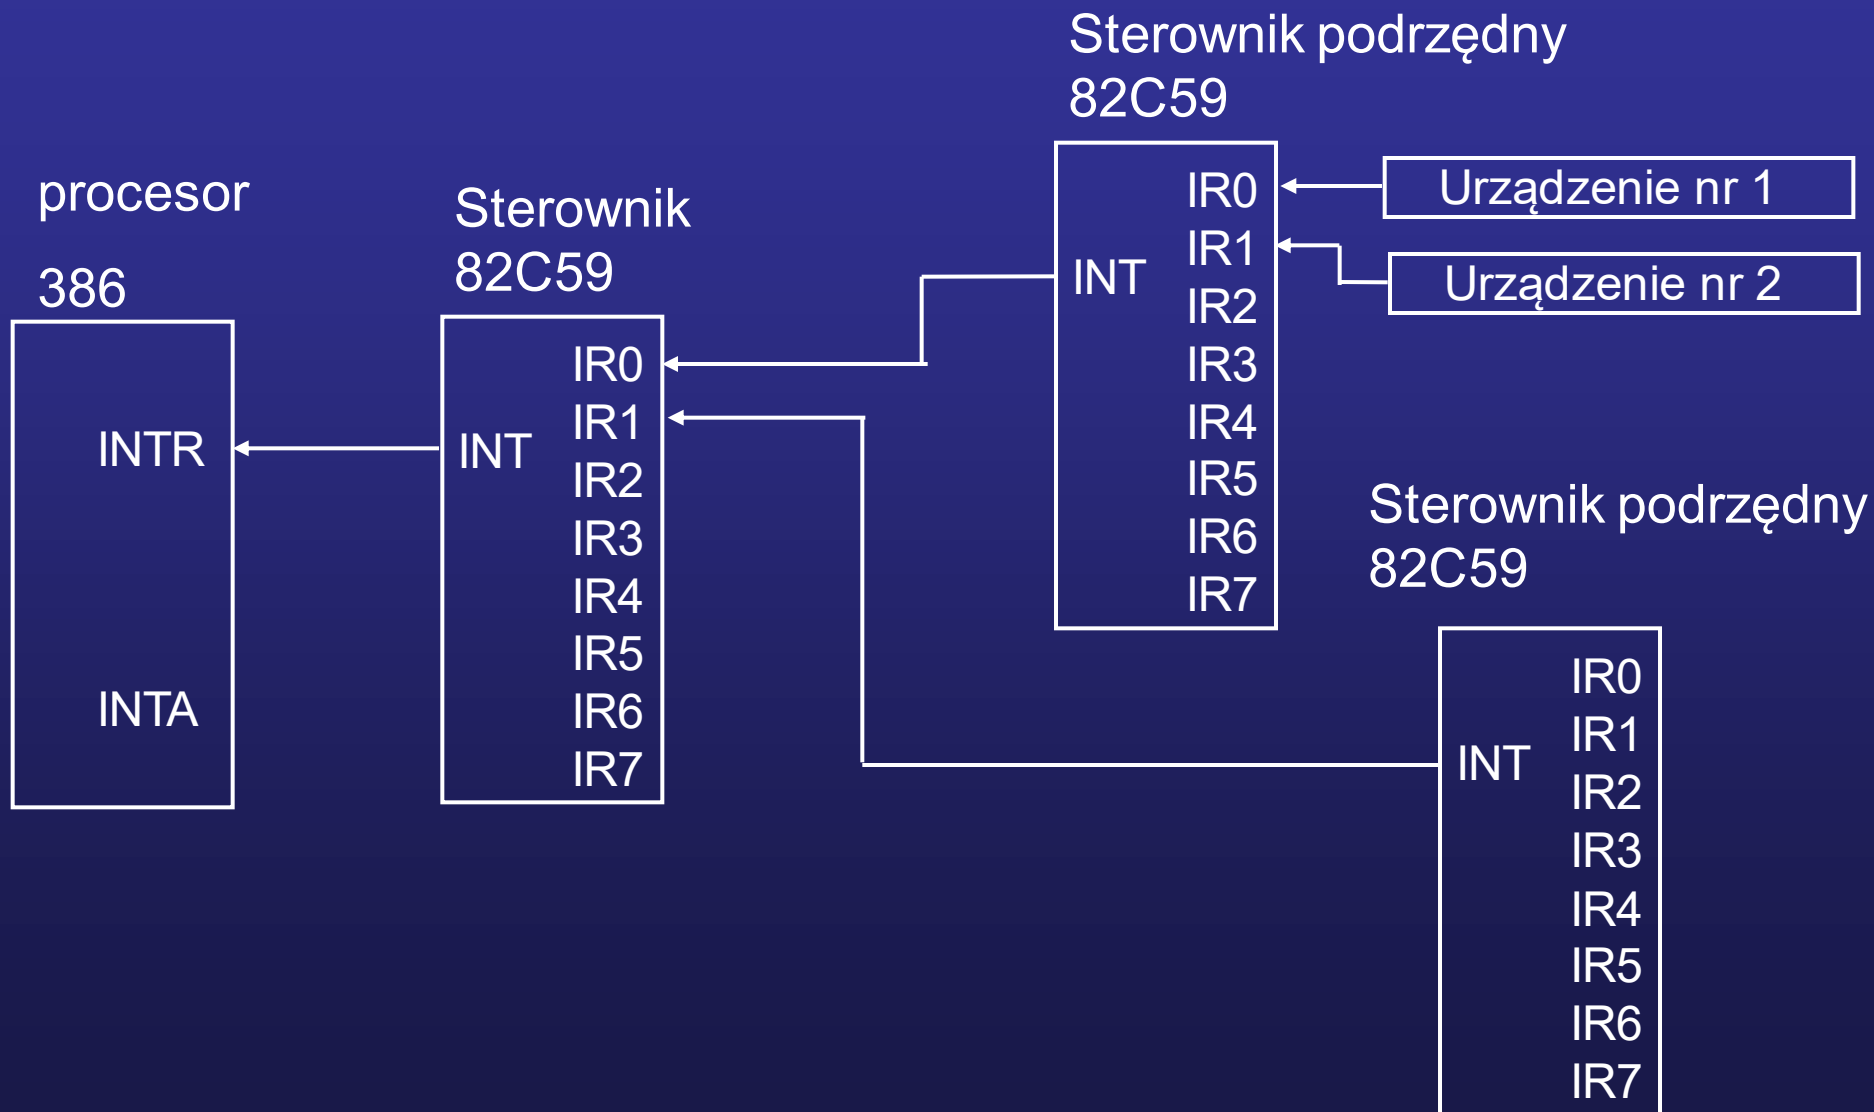 procesor
386
INTR
INTA
Sterownik
82C59
INT
IR0
IR1
IR2
IR3
IR4
IR5
IR6
IR7
Sterownik podrzędny
82C59
INT
IR0
IR1
IR2
IR3
IR4
IR5
IR6
IR7
Urządzenie nr 1
Urządzenie nr 2
Sterownik podrzędny
82C59
INT
IR0
IR1
IR2
IR3
IR4
IR5
IR6
IR7